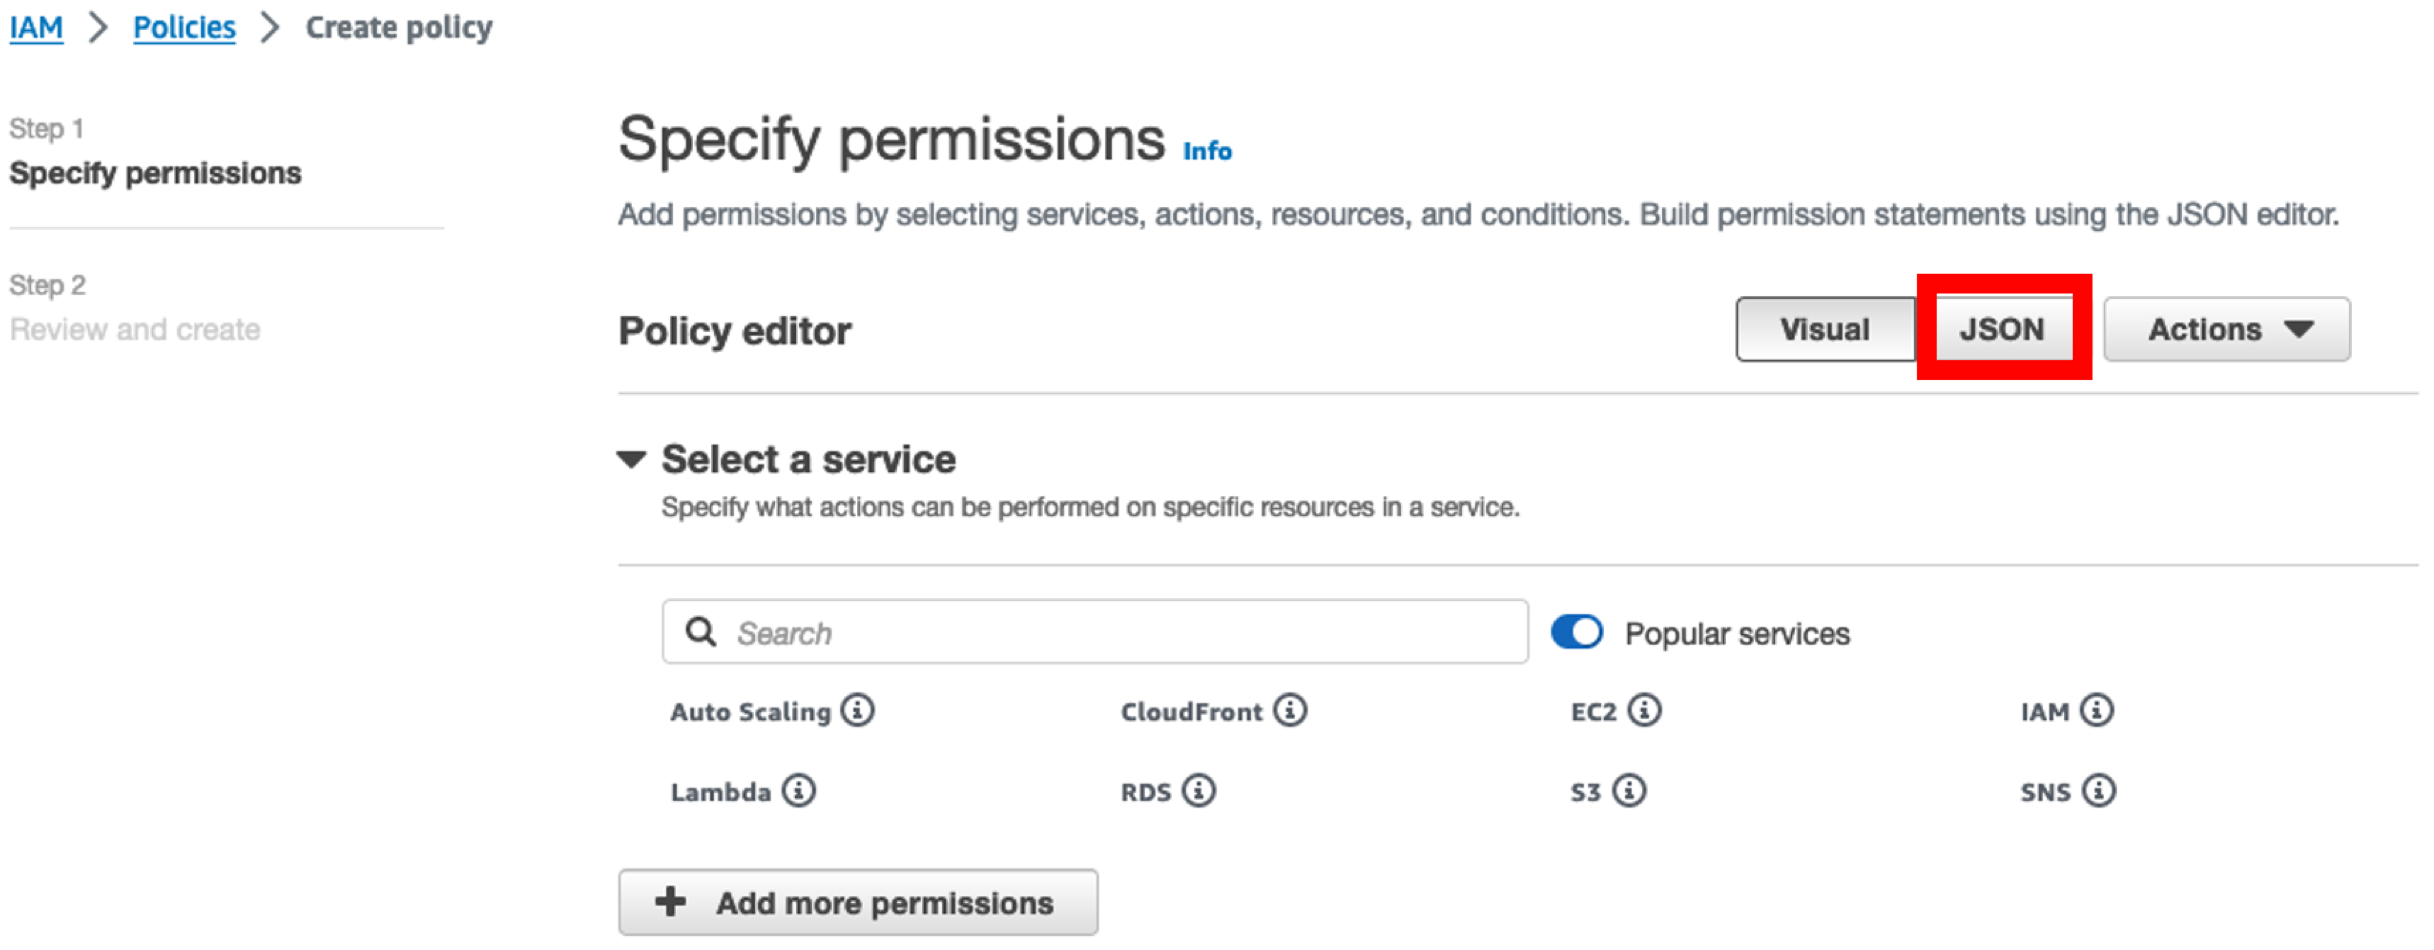 IAM > Policies > Create policy
Step 1
Specify permissions
Step 2
Review and create
Specify permissions Info
Add permissions by selecting services, actions, resources, and conditions. Build permission statements using the JSON editor.
Policy editor
Visual JSON Actions
Select a service
Specify what actions can be performed on specific resources in a service.
Search Popular services
Auto Scaling CloudFront EC2 IAM
Lambda RDS S3 SNS
+ Add more permissions